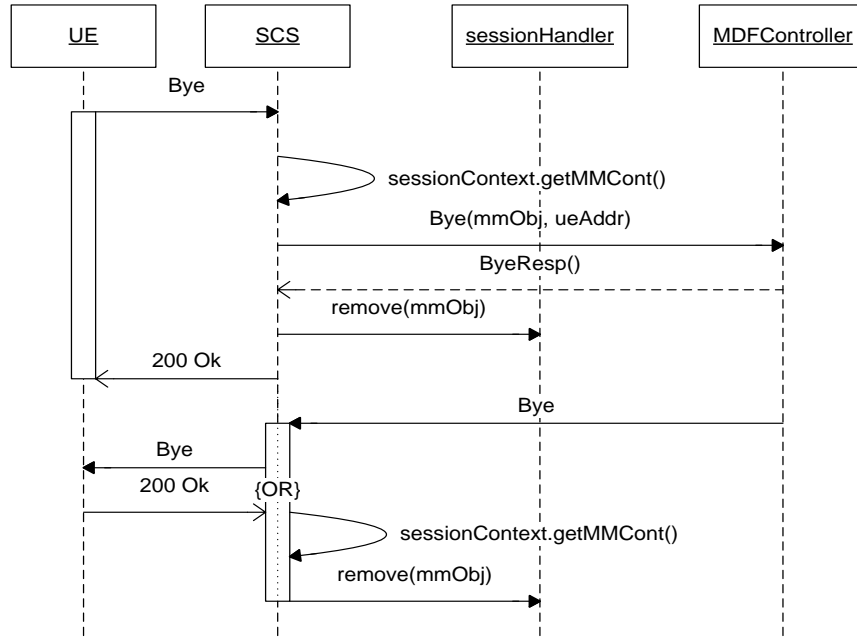 UE
SCS
sessionHandler
MDFController
Bye
sessionContext.getMMCont()
Bye(mmObj, ueAddr)
ByeResp()
remove(mmObj)
200 Ok
Bye
Bye
200 Ok
{OR}
sessionContext.getMMCont()
remove(mmObj)